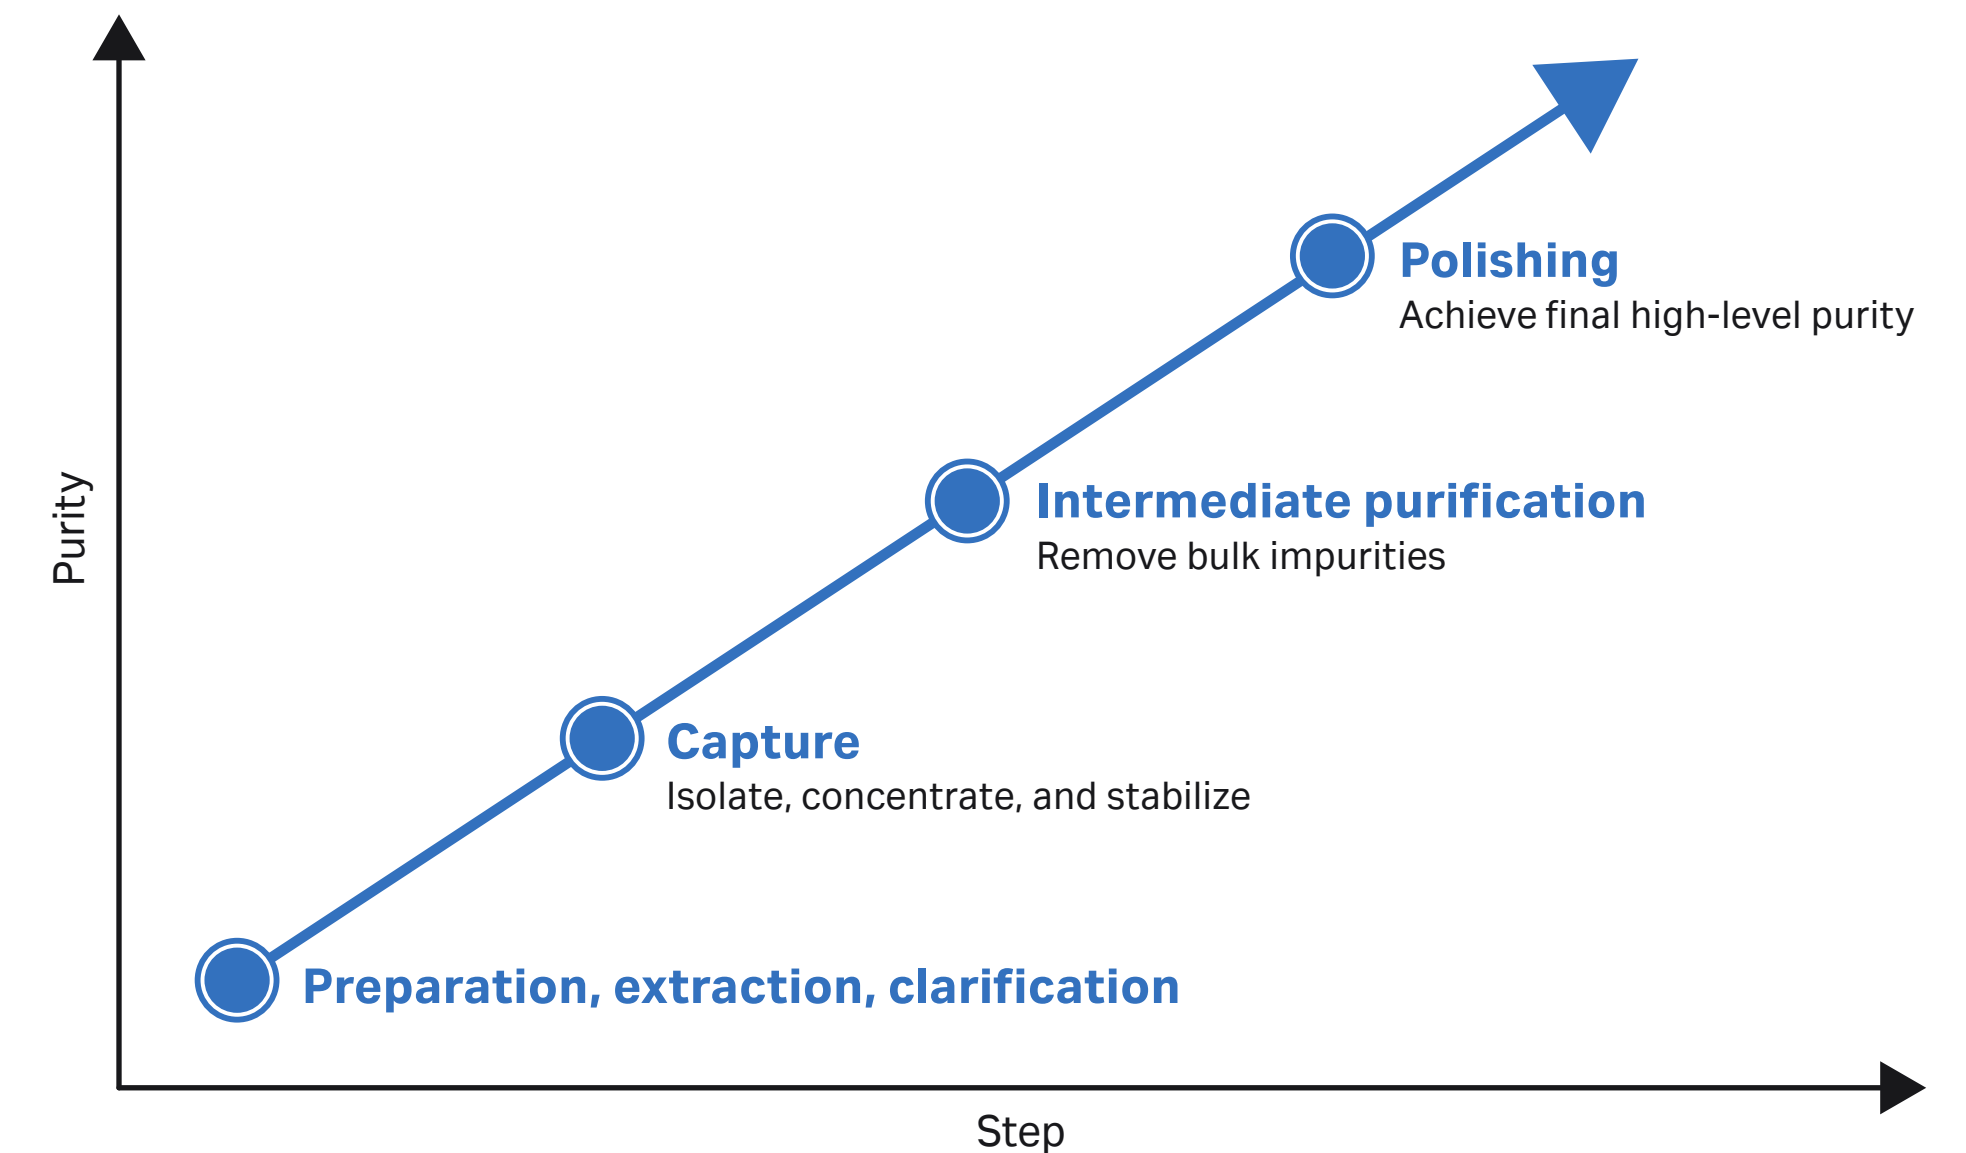 Polishing
Achieve final high-level purity
Intermediate purification
Remove bulk impurities
Purity
Capture
Isolate, concentrate, and stabilize
Preparation, extraction, clarification
Step